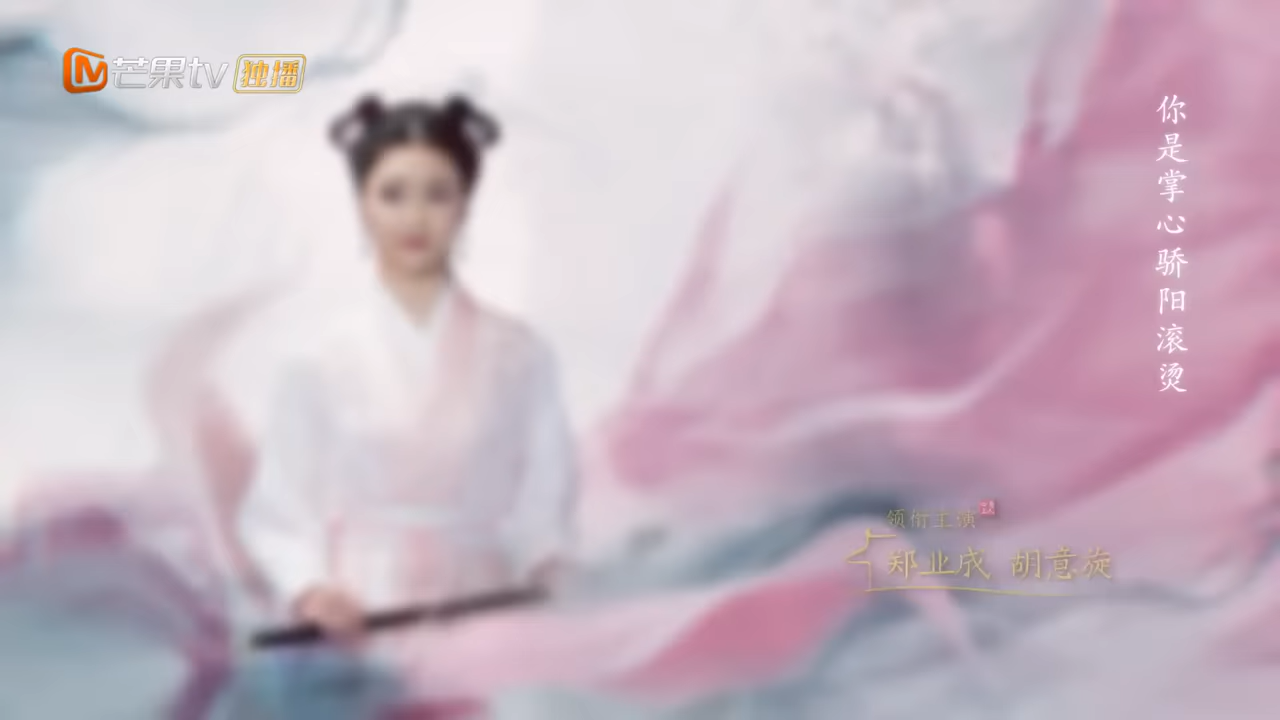 芒果tv 独播
你是掌心骄阳滚烫
领衔主演
郑业成 胡意旋